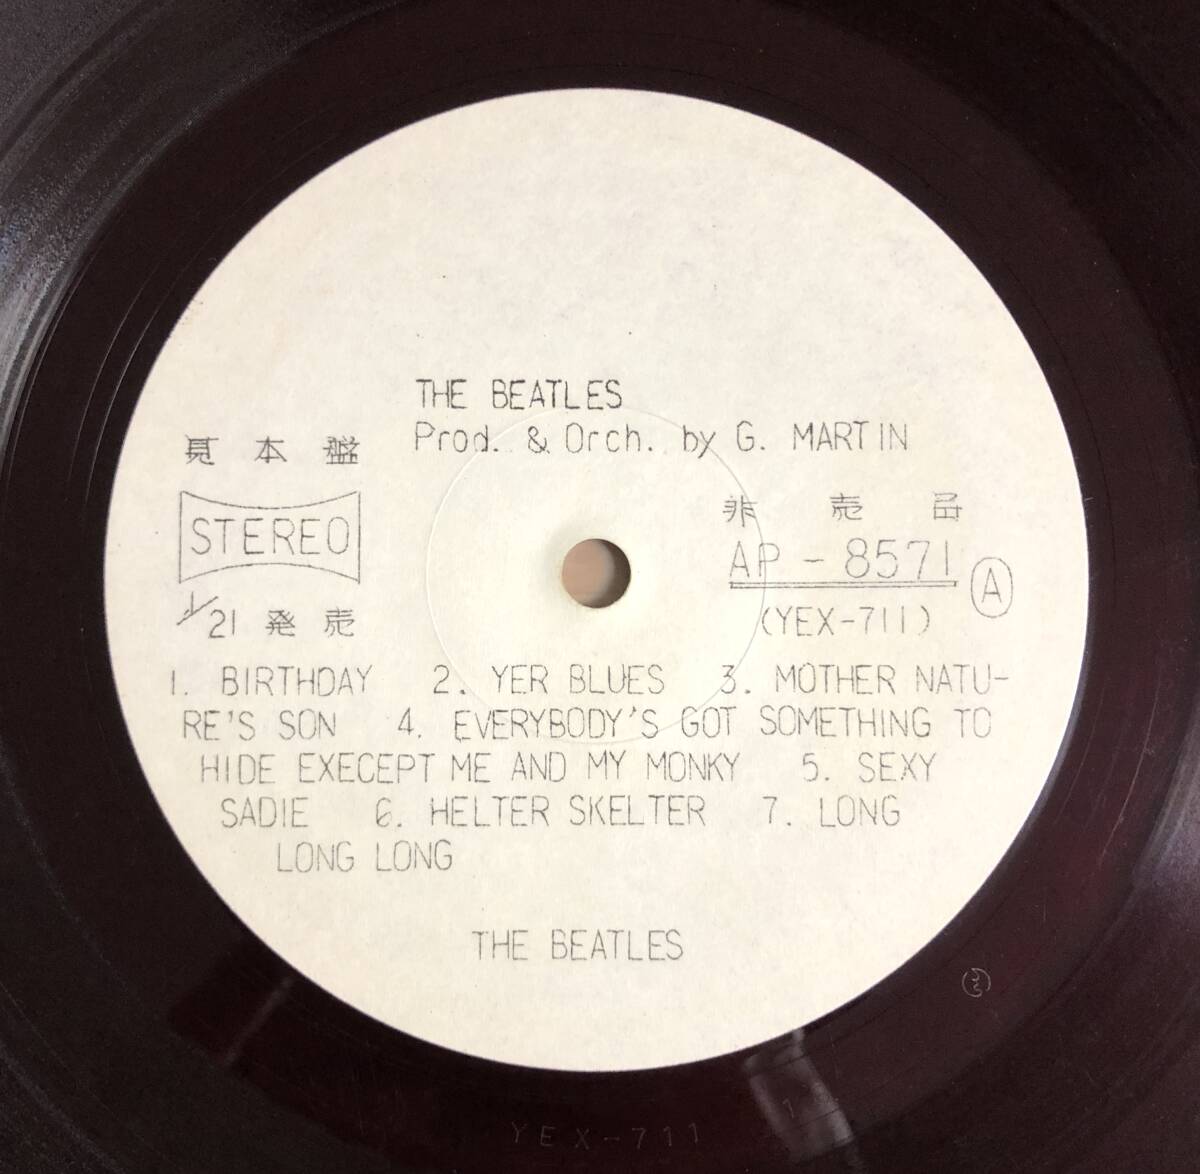 THE BEATLES
Prod. & Orch. by G. MARTIN
見本盤
STEREO
非売品
AP-8571 Ⓐ
(YEX-711)
1/21 発売
1. BIRTHDAY 2. YER BLUES 3. MOTHER NATU-
RE'S SON 4. EVERYBODY'S GOT SOMETHING TO
HIDE EXECEPT ME AND MY MONKY 5. SEXY
SADIE 6. HELTER SKELTER 7. LONG
LONG LONG
THE BEATLES
1
YEX-711